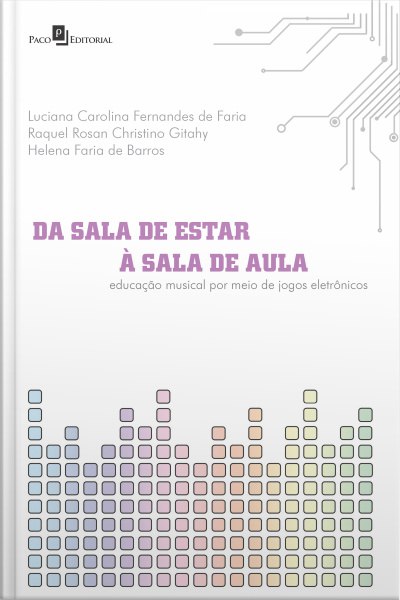 PACO EDITORIAL
Luciana Carolina Fernandes de Faria
Raquel Rosan Christino Gitahy
Helena Faria de Barros
DA SALA DE ESTAR
À SALA DE AULA
educação musical por meio de jogos eletrônicos